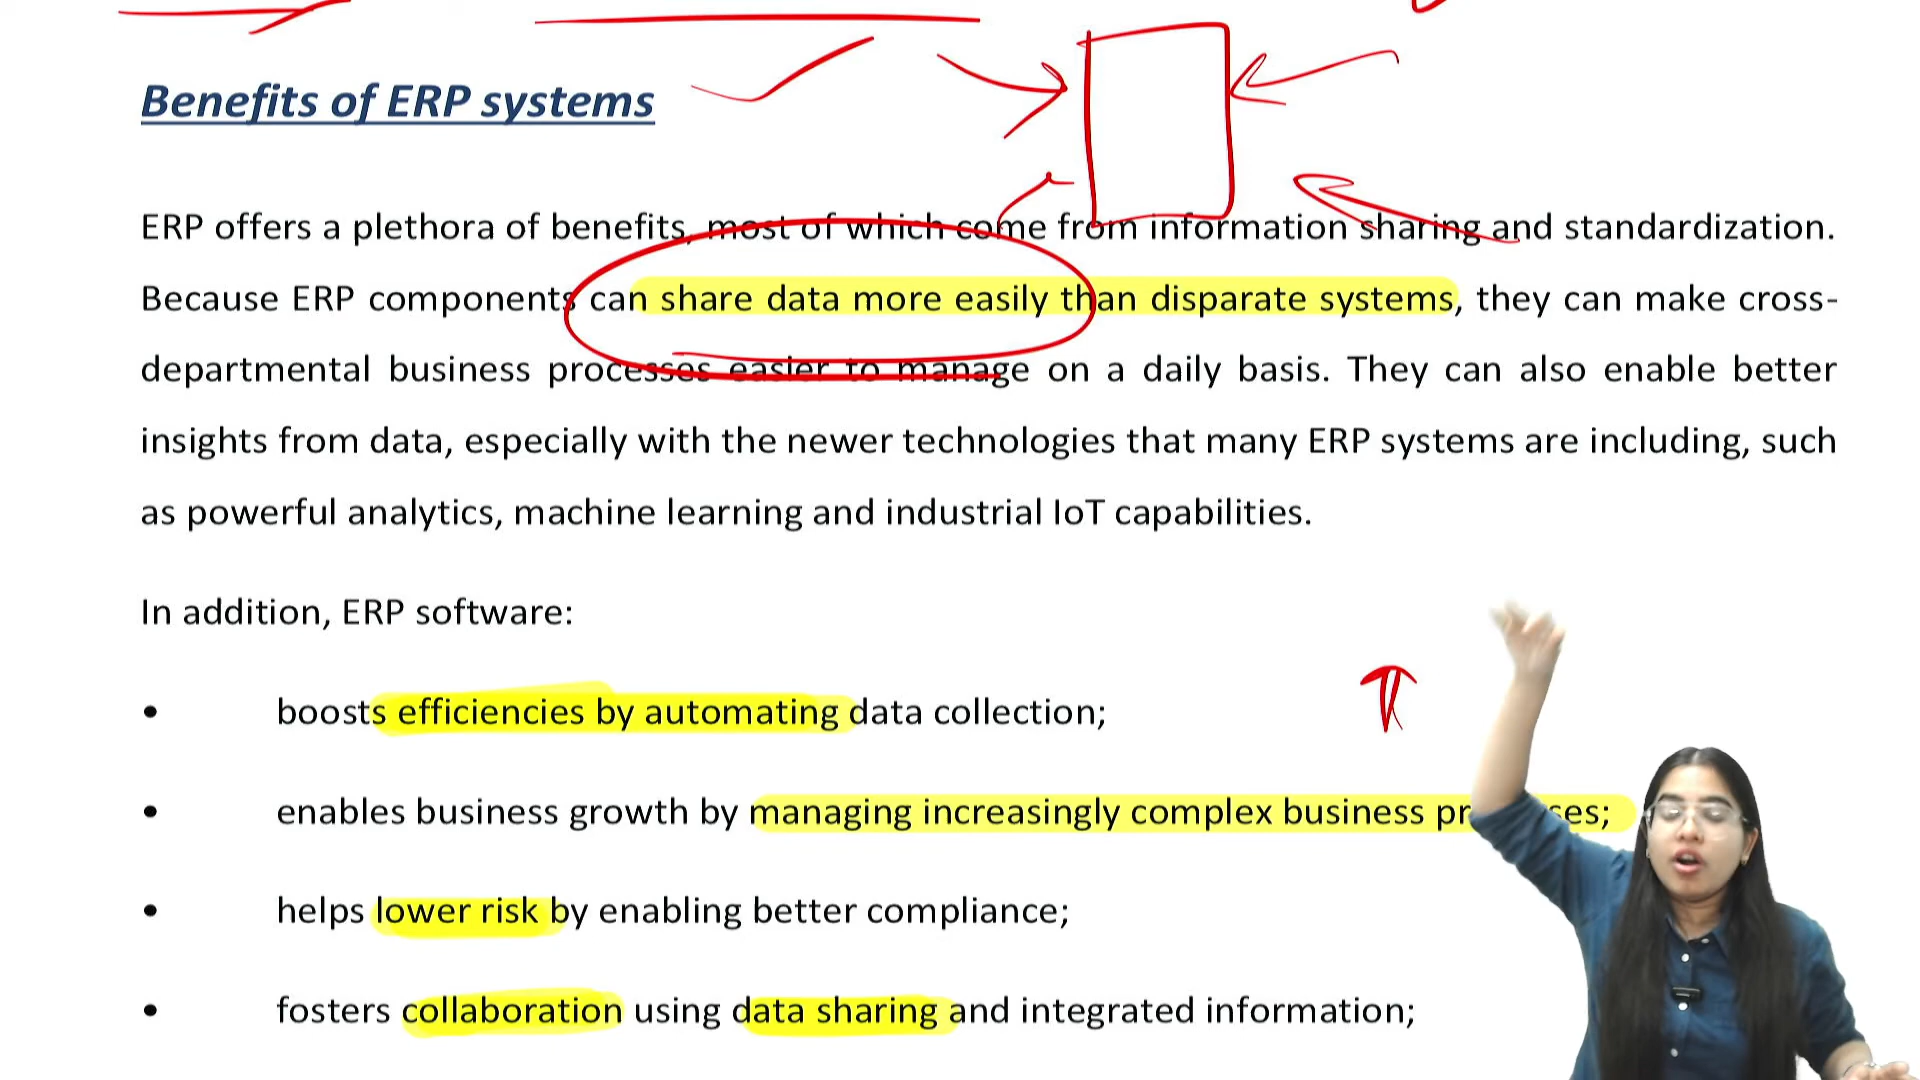 Benefits of ERP systems
ERP offers a plethora of benefits, most of which come from information sharing and standardization.
Because ERP components can share data more easily than disparate systems, they can make cross-
departmental business processes easier to manage on a daily basis. They can also enable better
insights from data, especially with the newer technologies that many ERP systems are including, such
as powerful analytics, machine learning and industrial IoT capabilities.
In addition, ERP software:
• boosts efficiencies by automating data collection;
• enables business growth by managing increasingly complex business
• helps lower risk by enabling better compliance;
• fosters collaboration using data sharing and integrated information;